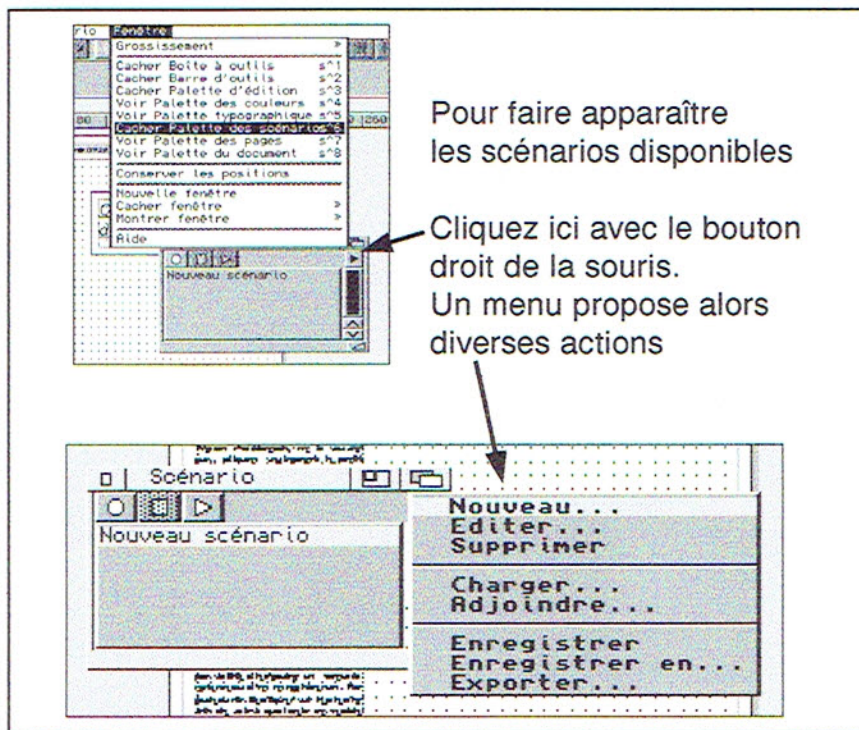 rio Fenêtre
Grossissement »
Cacher Boîte à outils s^1
Cacher Barre d'outils s^2
Cacher Palette d'édition s^3
Voir Palette des couleurs s^4
Voir Palette typographique s^5
Cacher Palette des scénarios^6
Voir Palette des pages s^7
Voir Palette du document s^8
Conserver les positions
Nouvelle fenêtre
Cacher fenêtre »
Montrer fenêtre »
Aide
Nouveau scénario
Pour faire apparaître
les scénarios disponibles
Cliquez ici avec le bouton
droit de la souris.
Un menu propose alors
diverses actions
Scénario
Nouveau scénario
Nouveau...
Editer...
Supprimer
Charger...
Adjoindre...
Enregistrer
Enregistrer en...
Exporter...